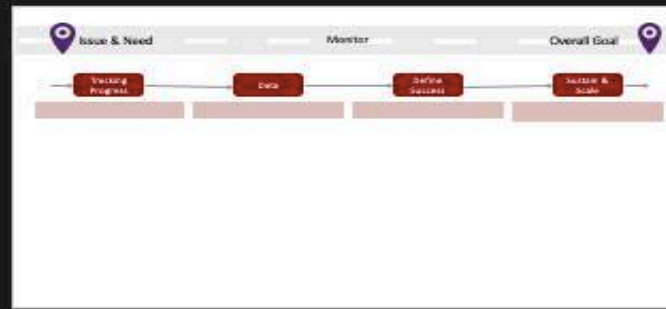 Issue & Need
Monitor
Overall Goal
Tracking
Progress
Data
Define
Success
Sustain &
Scale